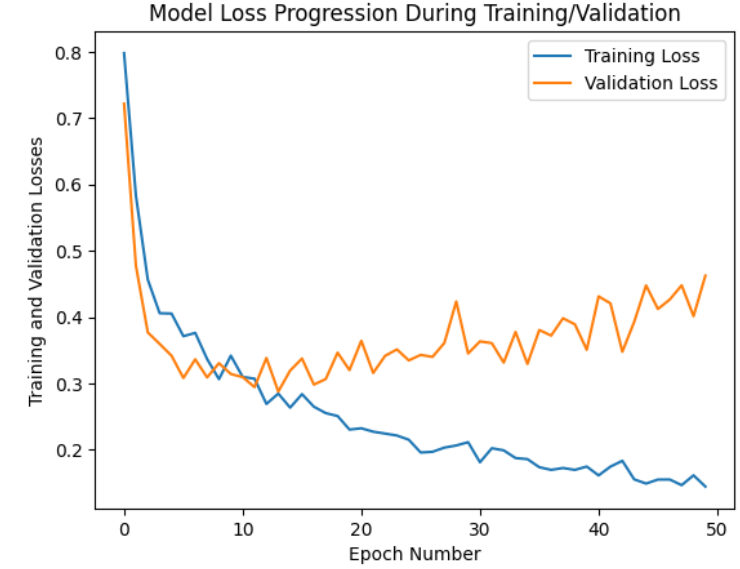 Model Loss Progression During Training/Validation
Training Loss
Validation Loss
Training and Validation Losses
0.8
0.7
0.6
0.5
0.4
0.3
0.2
0 10 20 30 40 50
Epoch Number